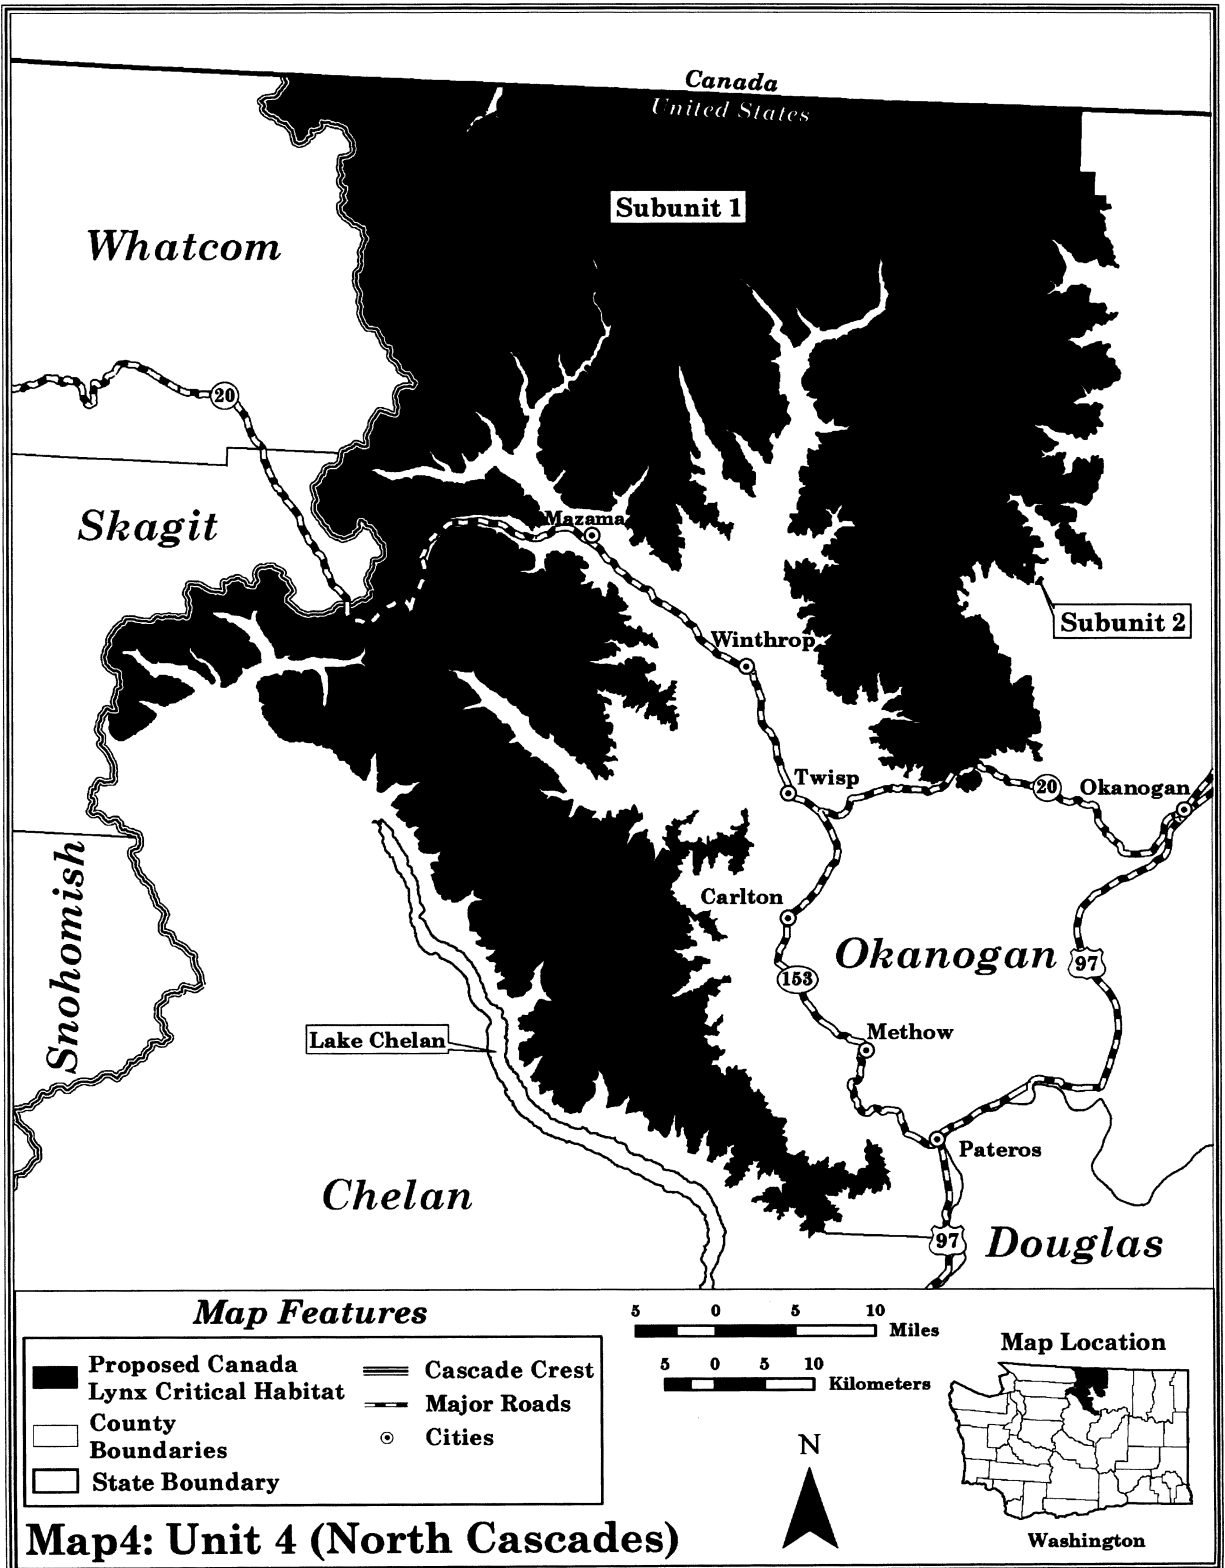 Canada
United States
Subunit 1
Whatcom
20
Skagit
Mazama
Subunit 2
Winthrop
Twisp
20
Okanogan
Snohomish
Carlton
Okanogan
97
153
Lake Chelan
Methow
Pateros
Chelan
97
Douglas
Map Features
Proposed Canada
Lynx Critical Habitat
County
Boundaries
State Boundary
Cascade Crest
Major Roads
Cities
5 0 5 10
Miles
5 0 5 10
Kilometers
N
Map Location
Washington
Map4: Unit 4 (North Cascades)